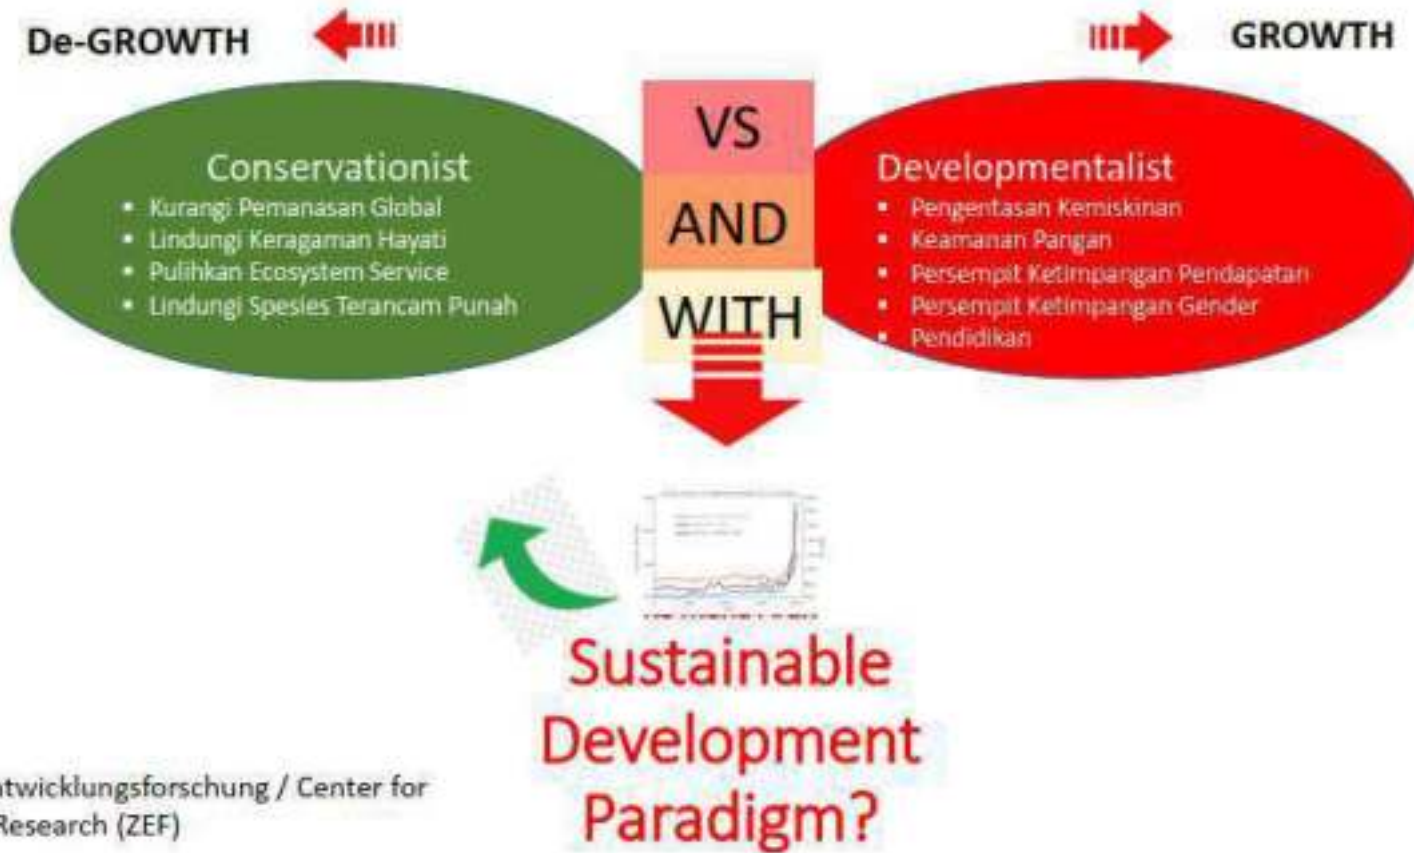 De-GROWTH
GROWTH
Conservationist
▪ Kurangi Pemanasan Global
▪ Lindungi Keragaman Hayati
▪ Pulihkan Ecosystem Service
▪ Lindungi Spesies Terancam Punah
VS
AND
WITH
Developmentalist
▪ Pengentasan Kemiskinan
▪ Keamanan Pangan
▪ Persempit Ketimpangan Pendapatan
▪ Persempit Ketimpangan Gender
▪ Pendidikan
Sustainable
Development
Paradigm?
twicklungsforschung / Center for
Research (ZEF)